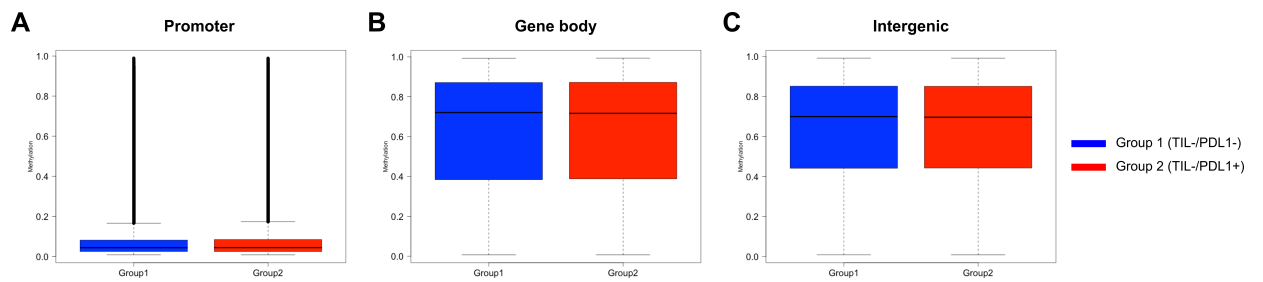 A
Promoter
Methylation
1.0
0.8
0.6
0.4
0.2
0.0
Group1
Group2
B
Gene body
Methylation
1.0
0.8
0.6
0.4
0.2
0.0
Group1
Group2
C
Intergenic
Methylation
1.0
0.8
0.6
0.4
0.2
0.0
Group1
Group2
Group 1 (TIL-/PDL1-)
Group 2 (TIL-/PDL1+)